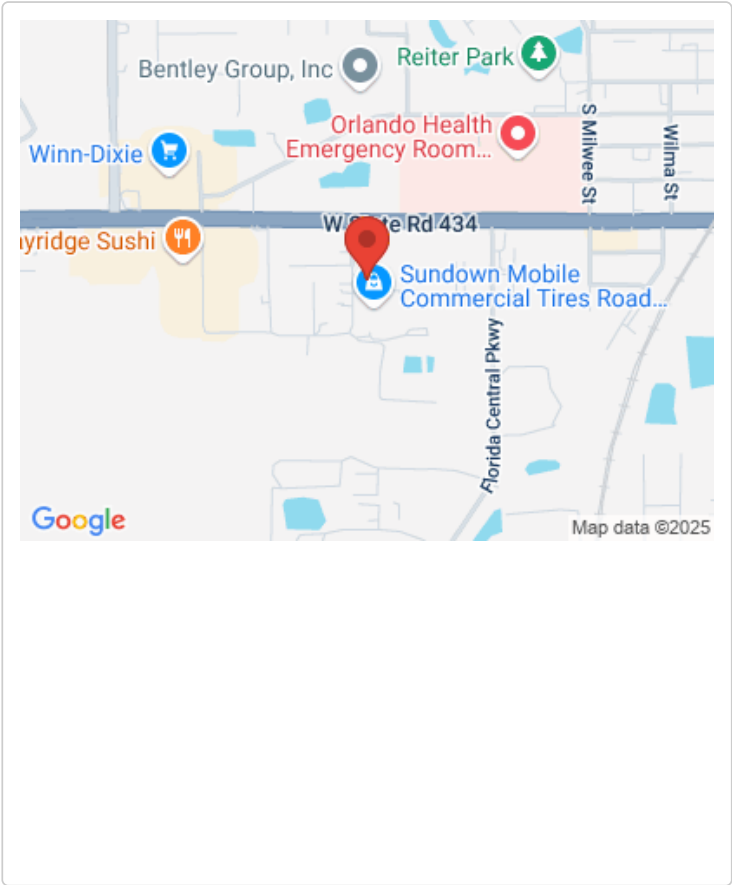 Reiter Park
Bentley Group, Inc
Orlando Health
Emergency Room...
Winn-Dixie
S Milwee St
Wilma St
W State Rd 434
ayridge Sushi
Sundown Mobile
Commercial Tires Road...
Florida Central Pkwy
Google
Map data ©2025